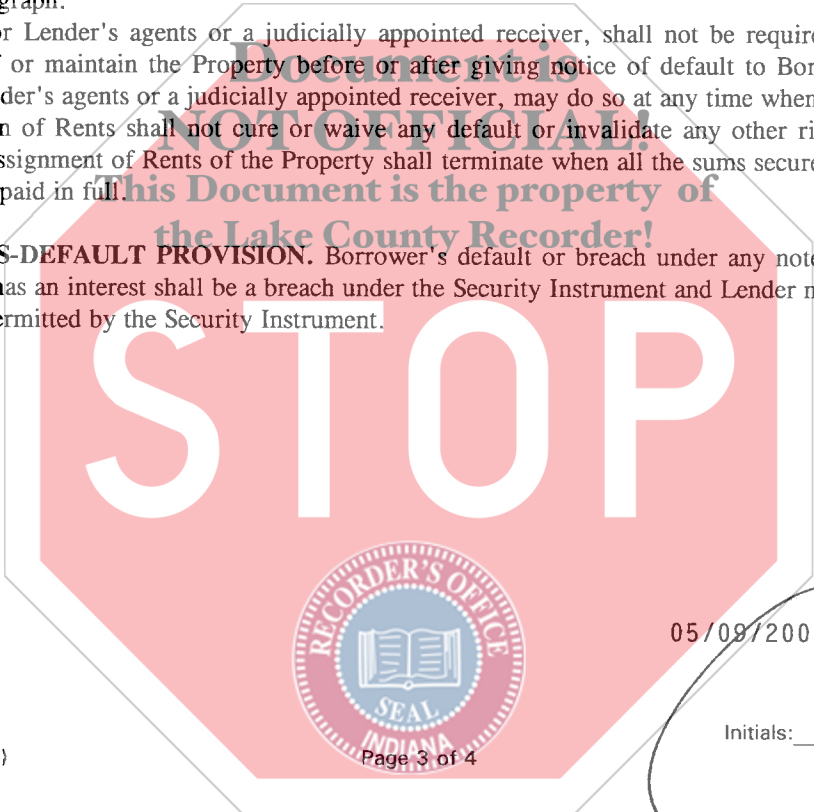 graph.
r Lender's agents or a judicially appointed receiver, shall not be require
Document is
f or maintain the Property before or after giving notice of default to Bor
der's agents or a judicially appointed receiver, may do so at any time when
NOT OFFICIAL!
n of Rents shall not cure or waive any default or invalidate any other ri
ssignment of Rents of the Property shall terminate when all the sums secure
This Document is the property of
paid in full.
the Lake County Recorder!
S-DEFAULT PROVISION. Borrower's default or breach under any note
has an interest shall be a breach under the Security Instrument and Lender m
ermitted by the Security Instrument.
STOP
RECORDER'S OFFICE
SEAL
INDIANA
05/09/200
Initials:
Page 3 of 4